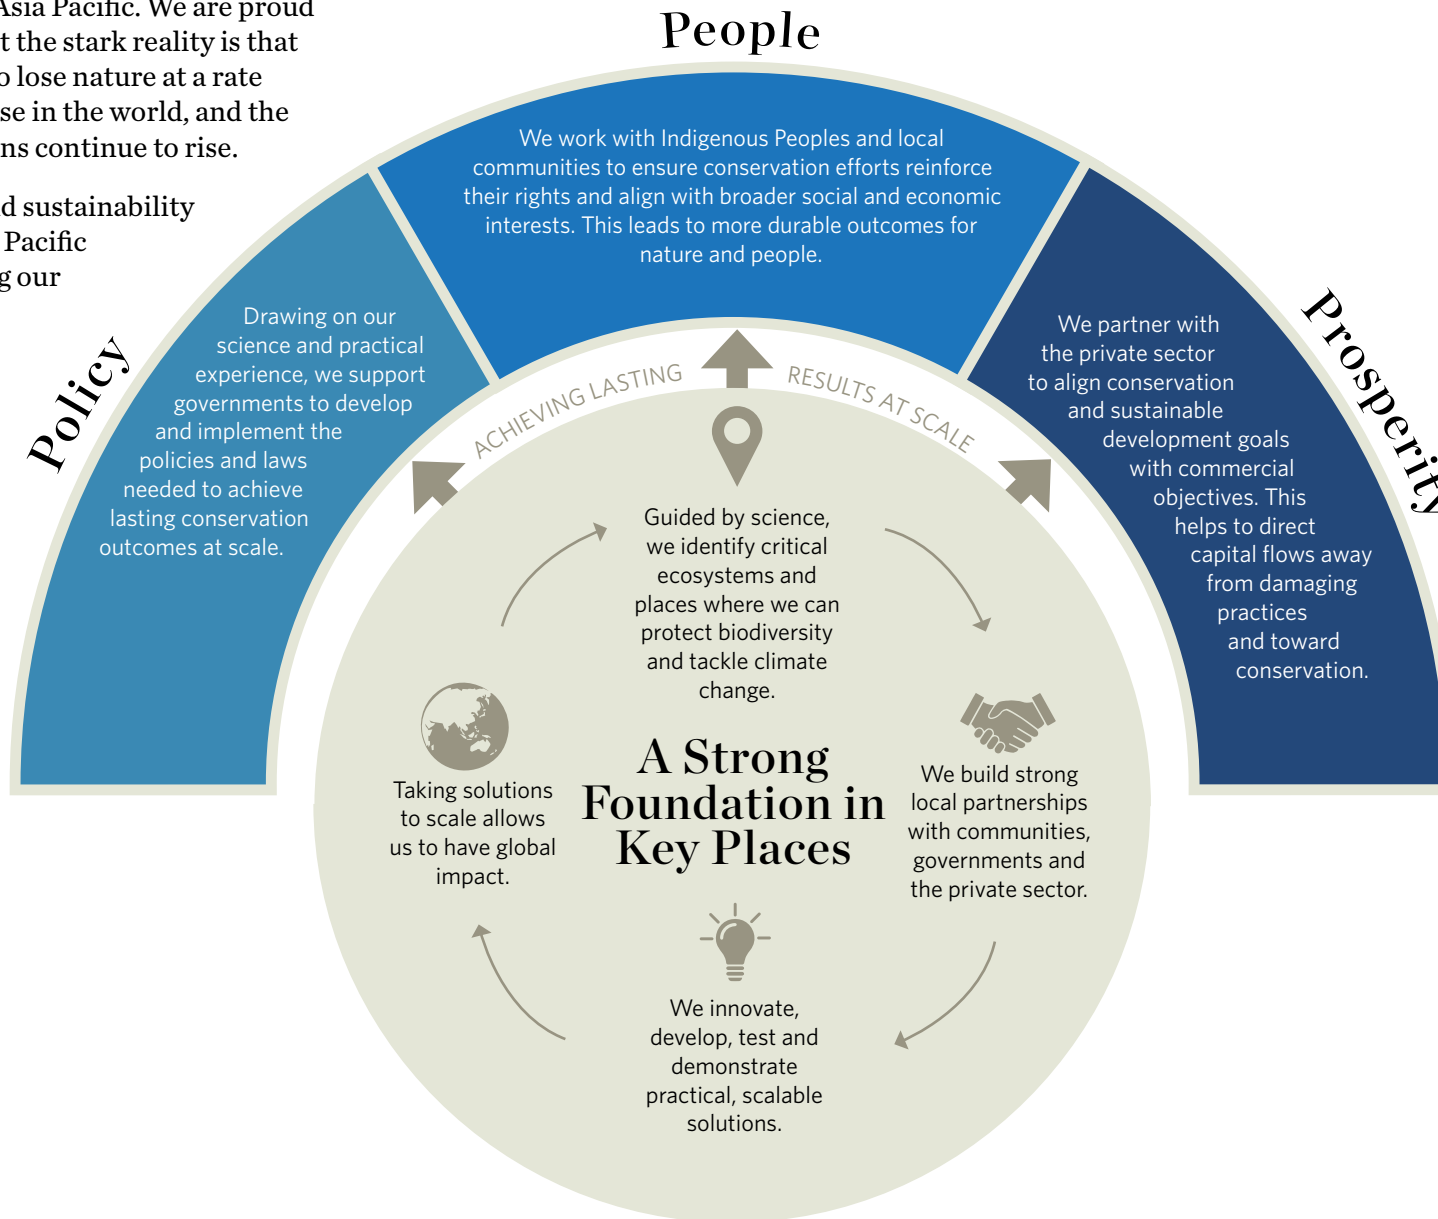 Asia Pacific. We are proud
t the stark reality is that
o lose nature at a rate
se in the world, and the
ns continue to rise.
d sustainability
Pacific
g our
People
We work with Indigenous Peoples and local
communities to ensure conservation efforts reinforce
their rights and align with broader social and economic
interests. This leads to more durable outcomes for
nature and people.
Policy
Drawing on our
science and practical
experience, we support
governments to develop
and implement the
policies and laws
needed to achieve
lasting conservation
outcomes at scale.
Prosperity
We partner with
the private sector
to align conservation
and sustainable
development goals
with commercial
objectives. This
helps to direct
capital flows away
from damaging
practices
and toward
conservation.
ACHIEVING LASTING RESULTS AT SCALE
Guided by science,
we identify critical
ecosystems and
places where we can
protect biodiversity
and tackle climate
change.
A Strong
Foundation in
Key Places
We build strong
local partnerships
with communities,
governments and
the private sector.
We innovate,
develop, test and
demonstrate
practical, scalable
solutions.
Taking solutions
to scale allows
us to have global
impact.